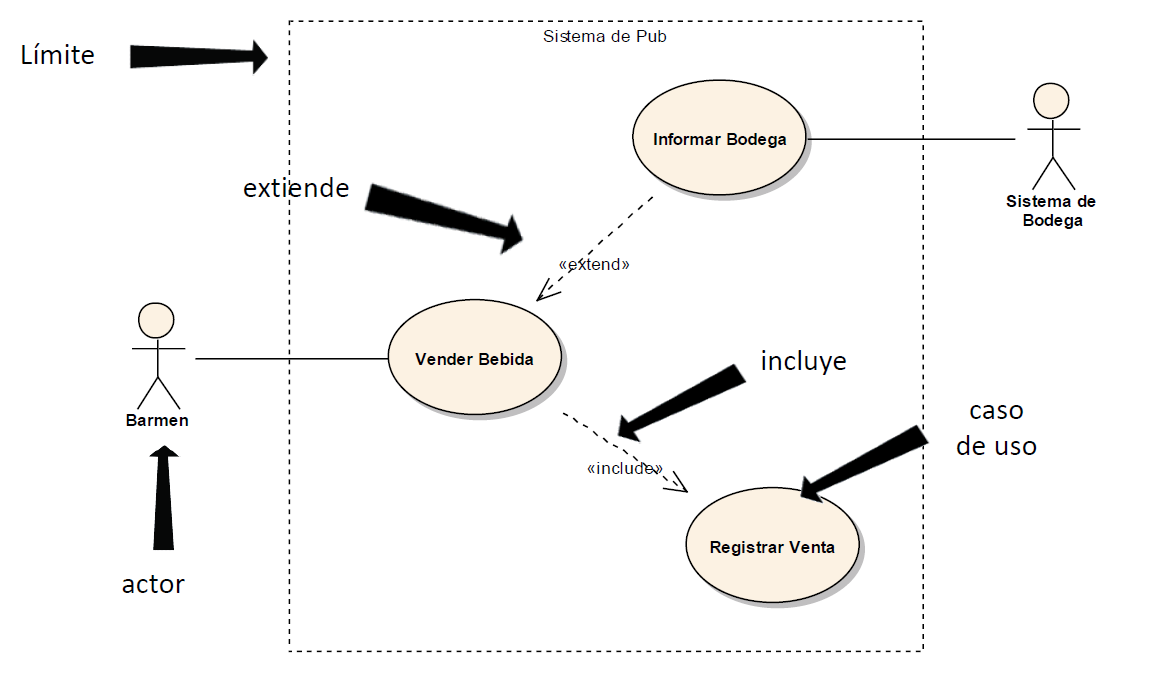 Sistema de Pub
Límite
Informar Bodega
extiende
Sistema de
Bodega
«extend»
Vender Bebida
incluye
Barmen
caso
de uso
«include»
Registrar Venta
actor